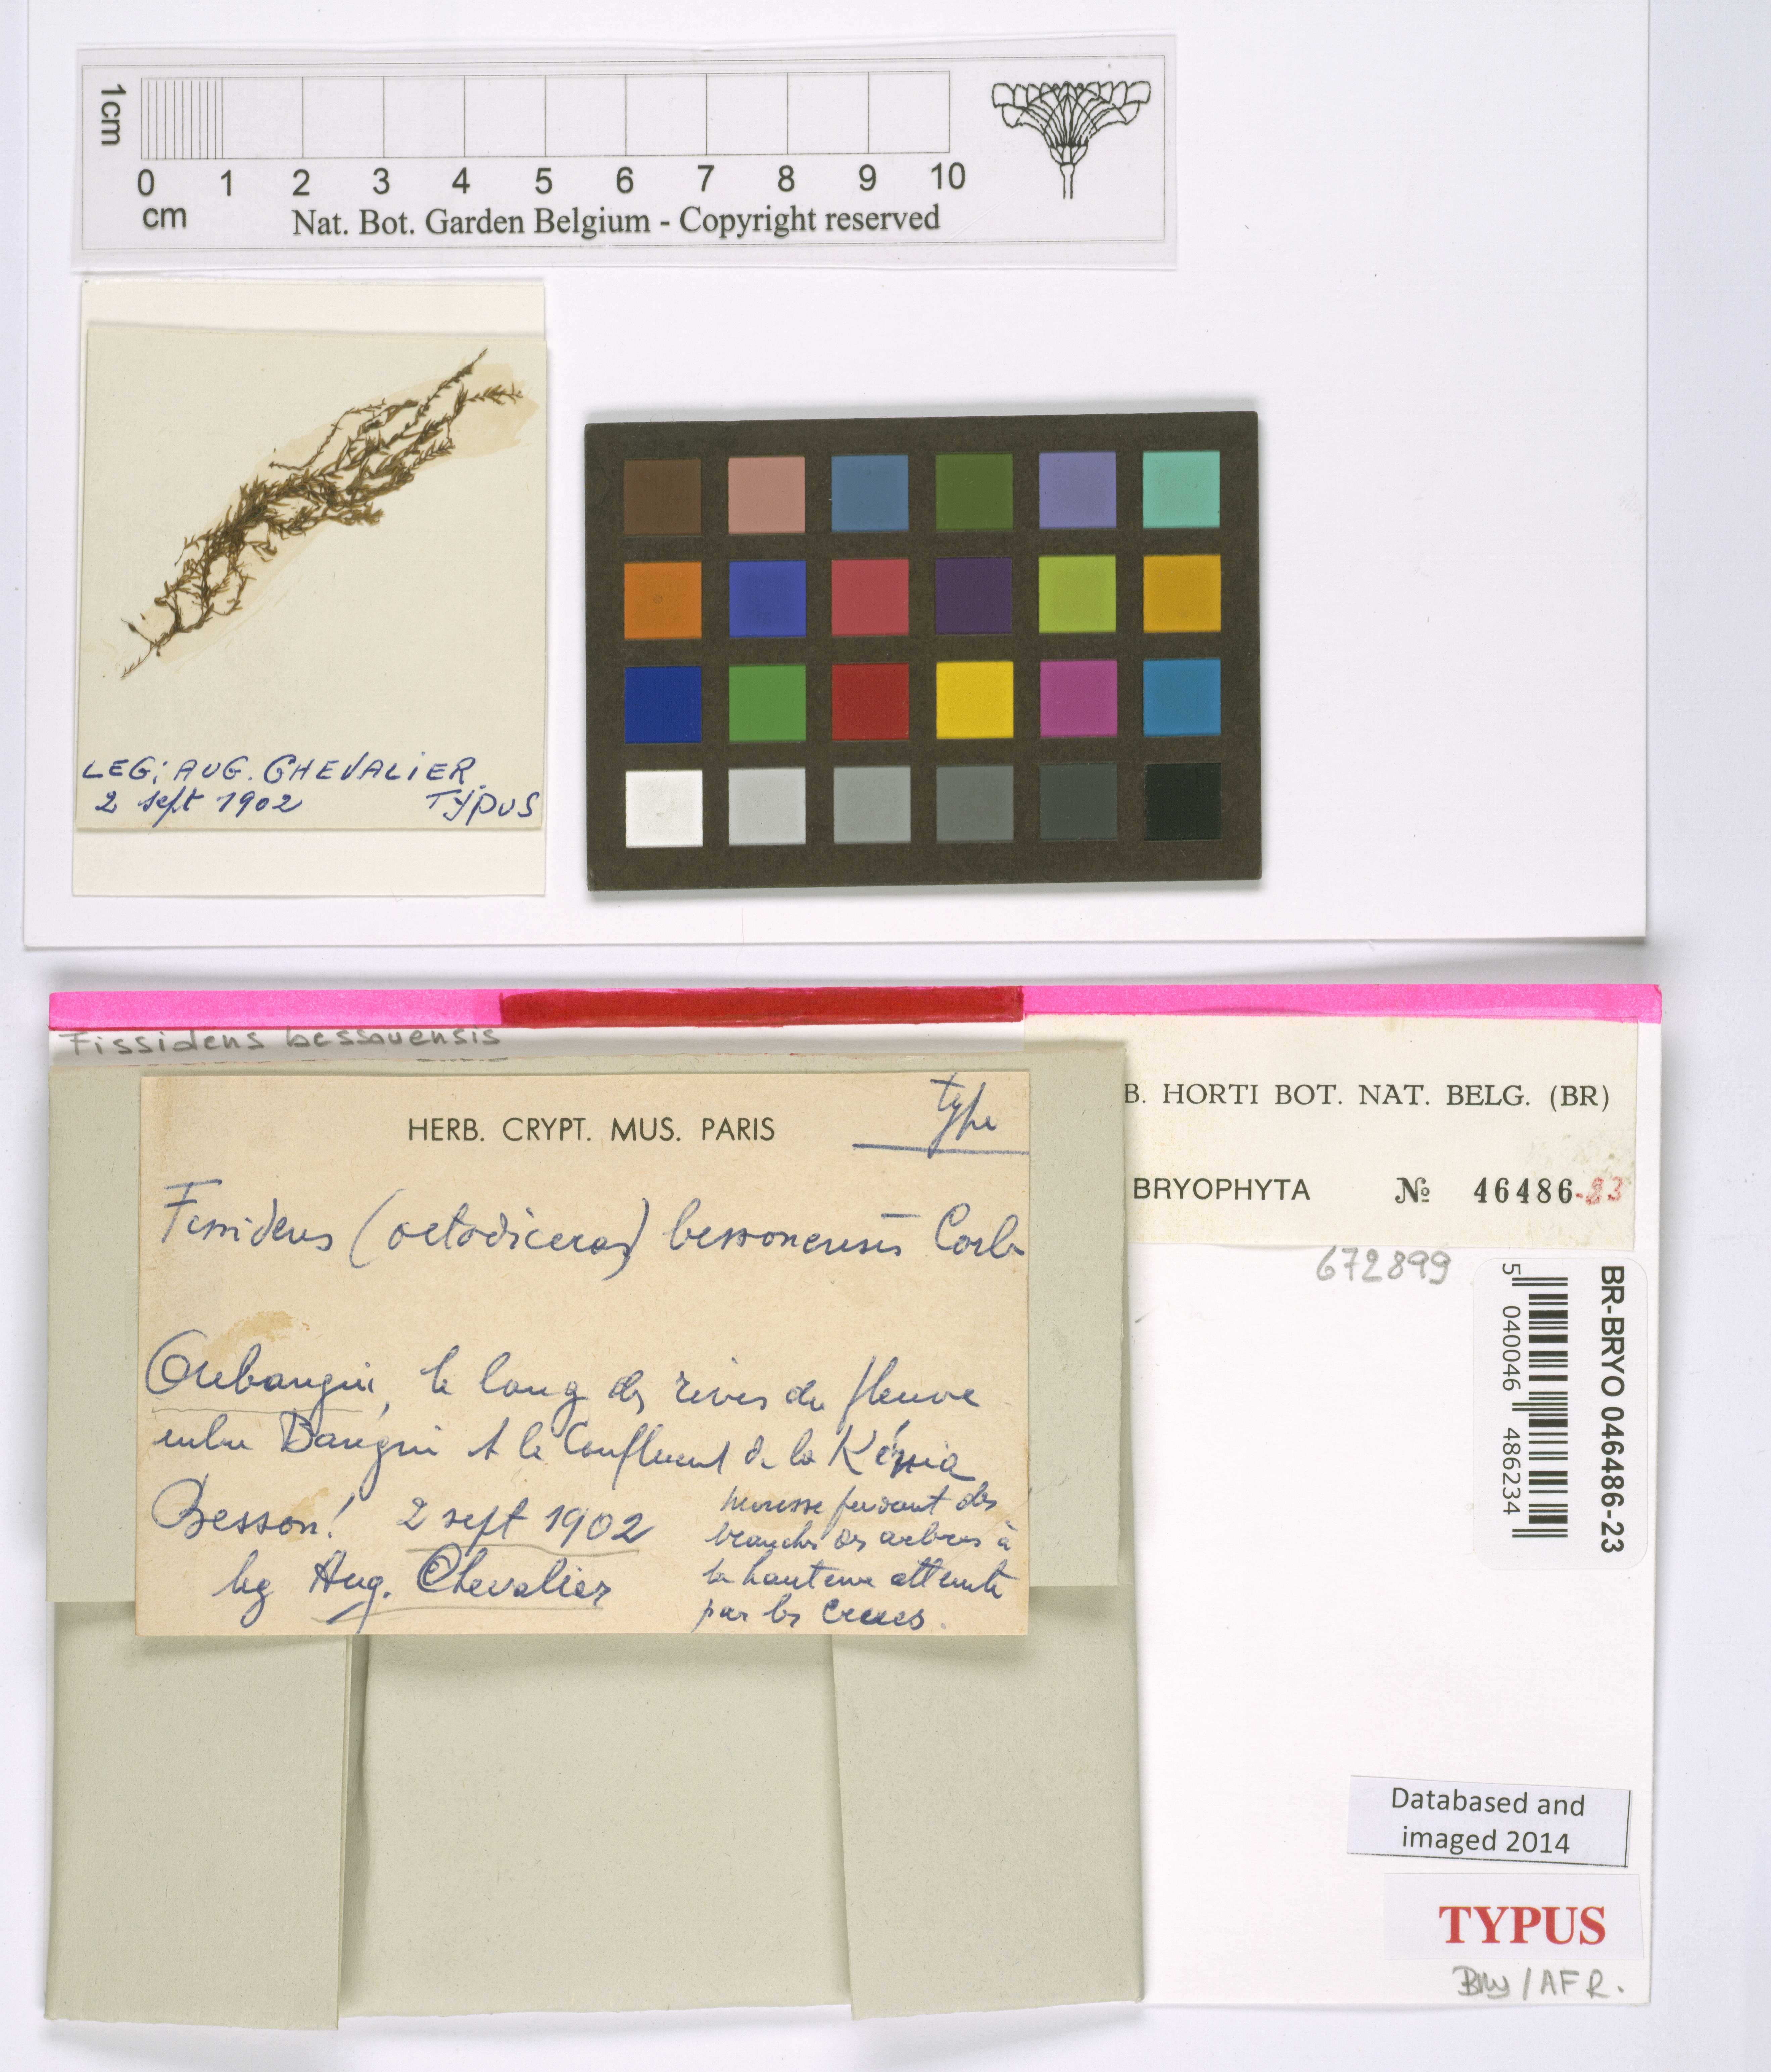 1cm
0 1 2 3 4 5 6 7 8 9 10
cm
Nat. Bot. Garden Belgium - Copyright reserved
LEG: AUG. CHEVALIER.
2 sept 1902 TYPUS
Fissidens bessouensis
type
HERB. CRYPT. MUS. PARIS
Fissidens (octodiceras) bessonensis Corb
Oubangui, le long des rives du fleuve
entre Bangui et le Confluent de la Kémia
Besson! 2 sept 1902
leg Aug. Chevalier
mousse couvrant des
branches des arbres à
la hauteur atteinte
par les crues.
B. HORTI BOT. NAT. BELG. (BR)
BRYOPHYTA № 46486-23
672899
BR-BRYO 046486-23
5 040046 486234
Databased and
imaged 2014
TYPUS
Bry / AFR.